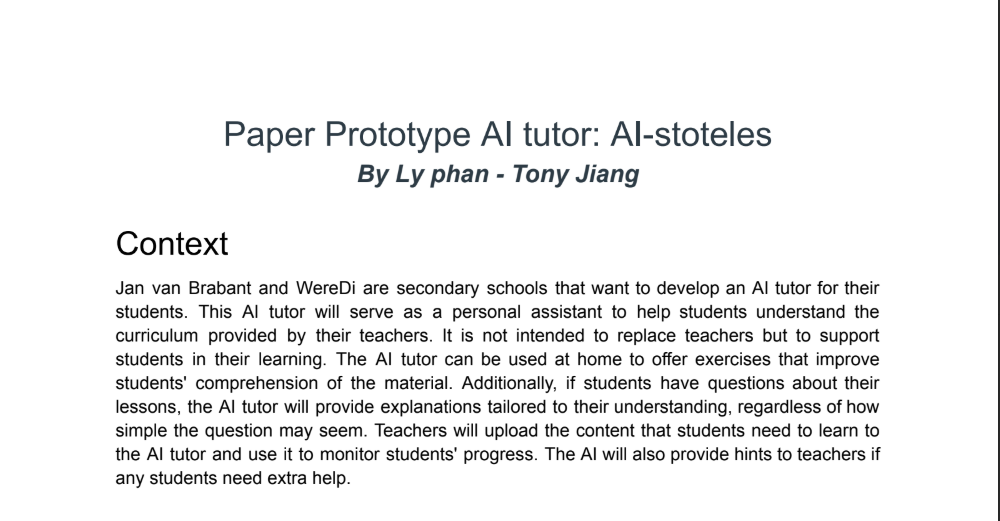 Paper Prototype AI tutor: AI-stoteles
By Ly phan - Tony Jiang
Context
Jan van Brabant and WereDi are secondary schools that want to develop an AI tutor for their
students. This AI tutor will serve as a personal assistant to help students understand the
curriculum provided by their teachers. It is not intended to replace teachers but to support
students in their learning. The AI tutor can be used at home to offer exercises that improve
students' comprehension of the material. Additionally, if students have questions about their
lessons, the AI tutor will provide explanations tailored to their understanding, regardless of how
simple the question may seem. Teachers will upload the content that students need to learn to
the AI tutor and use it to monitor students' progress. The AI will also provide hints to teachers if
any students need extra help.